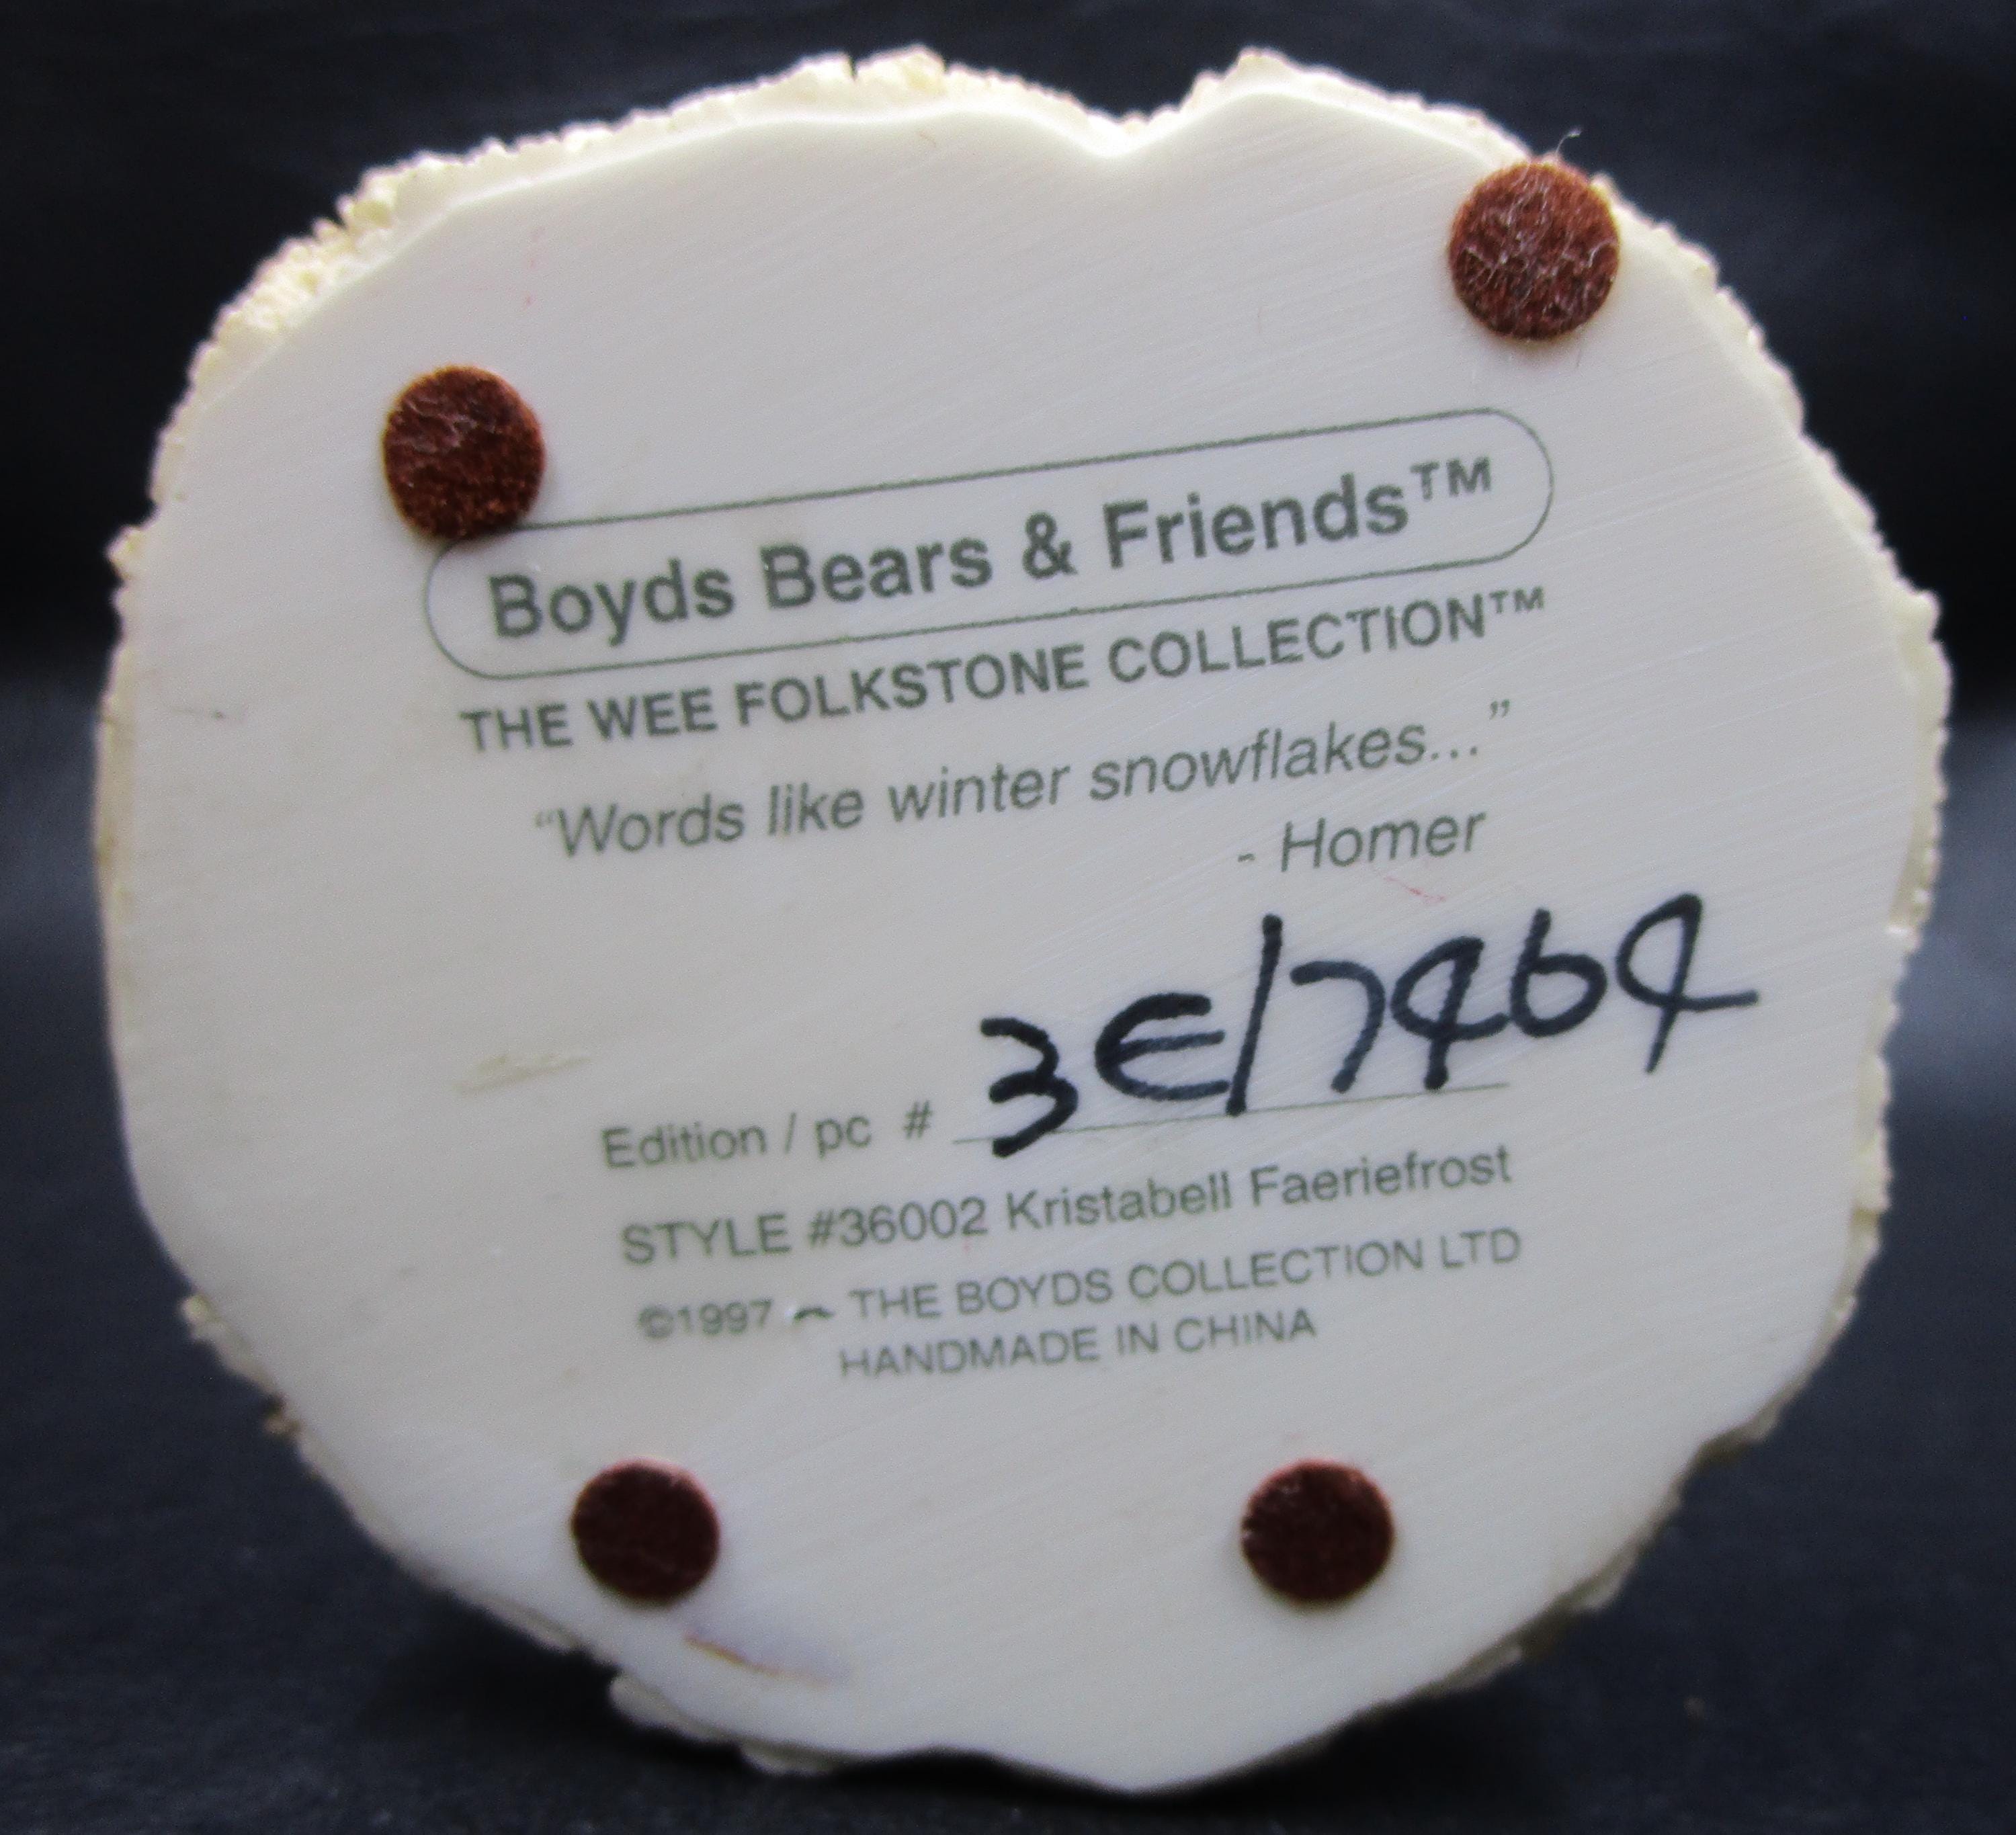 Boyds Bears & Friends™
THE WEE FOLKSTONE COLLECTION™
“Words like winter snowflakes...”
- Homer
Edition / pc # 3E/7464
STYLE #36002 Kristabell Faeriefrost
©1997 THE BOYDS COLLECTION LTD
HANDMADE IN CHINA